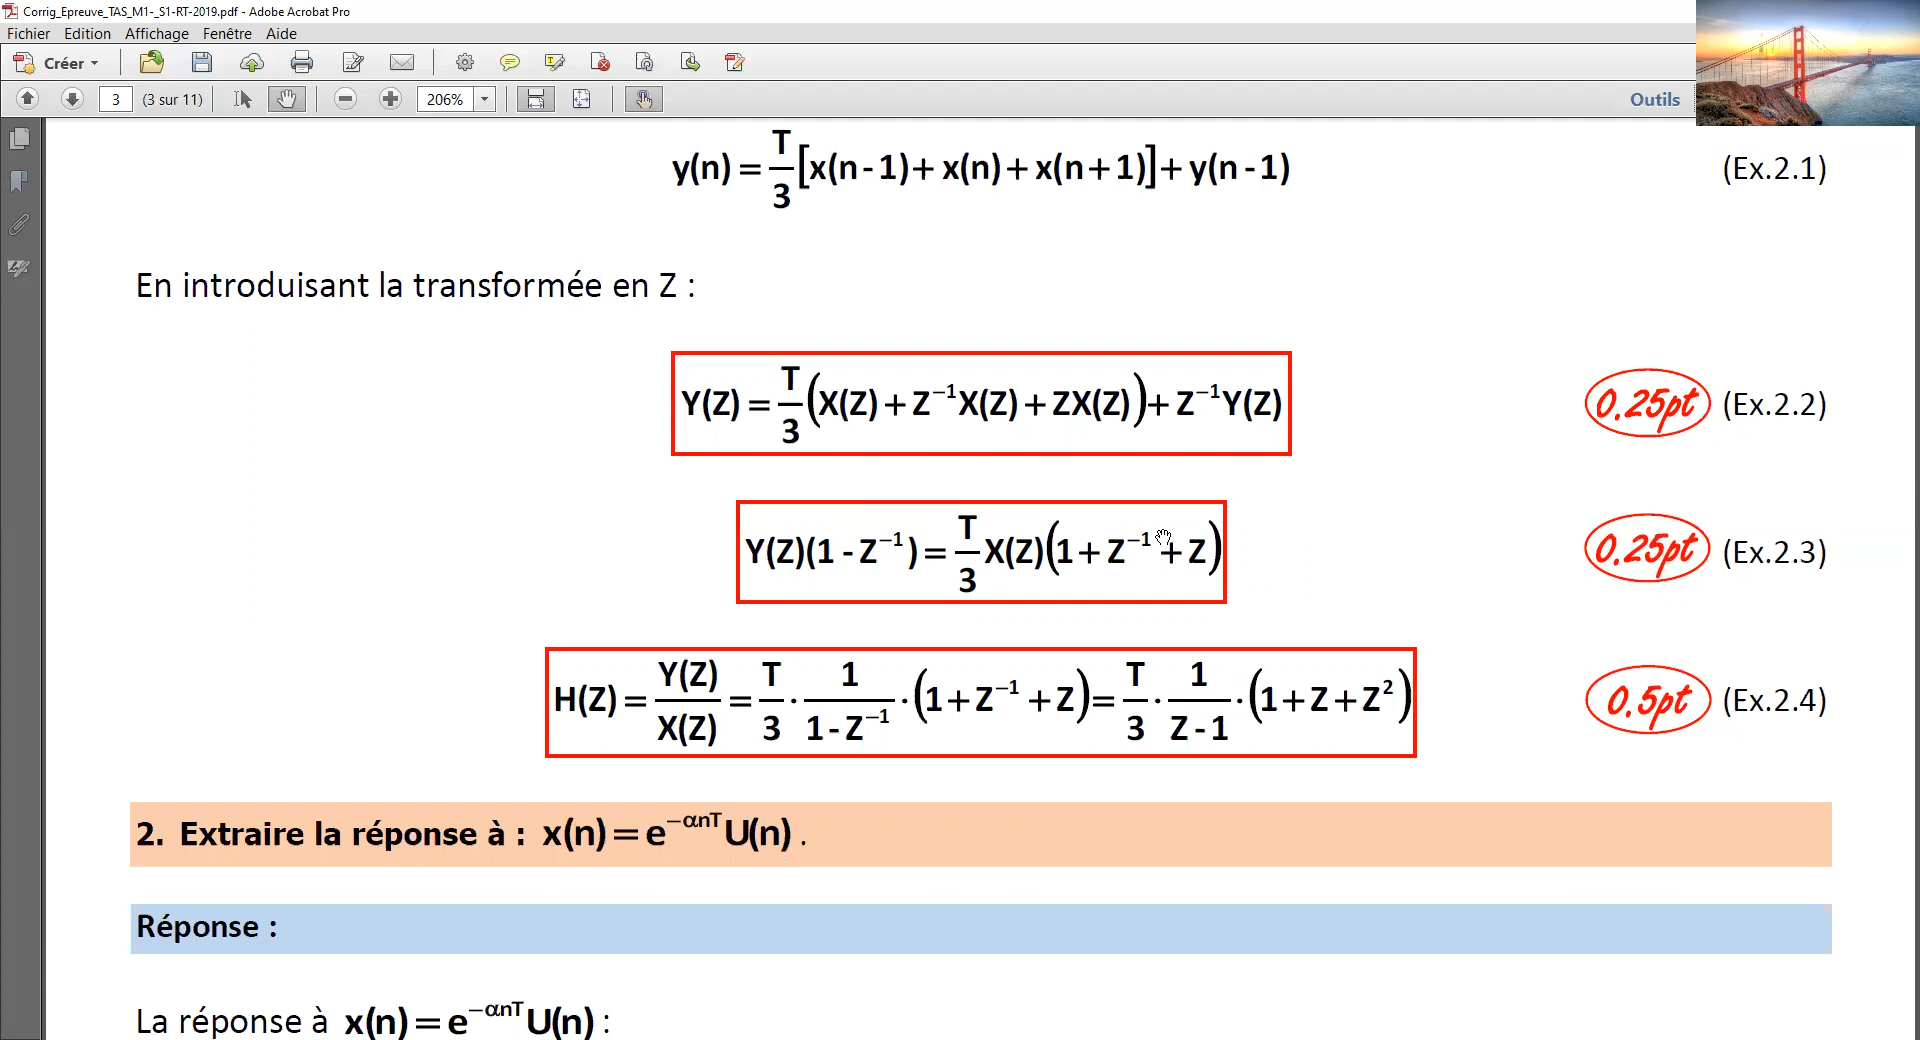 Corrig_Epreuve_TAS_M1-_S1-RT-2019.pdf - Adobe Acrobat Pro
Fichier Edition Affichage Fenêtre Aide
Créer
3 (3 sur 11) 206% Outils
y(n) = T/3 [x(n-1) + x(n) + x(n+1)] + y(n-1) (Ex.2.1)
En introduisant la transformée en Z :
Y(Z) = T/3 (X(Z) + Z⁻¹X(Z) + ZX(Z)) + Z⁻¹Y(Z) 0.25pt (Ex.2.2)
Y(Z)(1 - Z⁻¹) = T/3 X(Z)(1 + Z⁻¹ + Z) 0.25pt (Ex.2.3)
H(Z) = Y(Z)/X(Z) = T/3 · 1/(1 - Z⁻¹) · (1 + Z⁻¹ + Z) = T/3 · 1/(Z - 1) · (1 + Z + Z²) 0.5pt (Ex.2.4)
2. Extraire la réponse à : x(n) = e^(-αnT) U(n) .
Réponse :
La réponse à x(n) = e^(-αnT) U(n) :